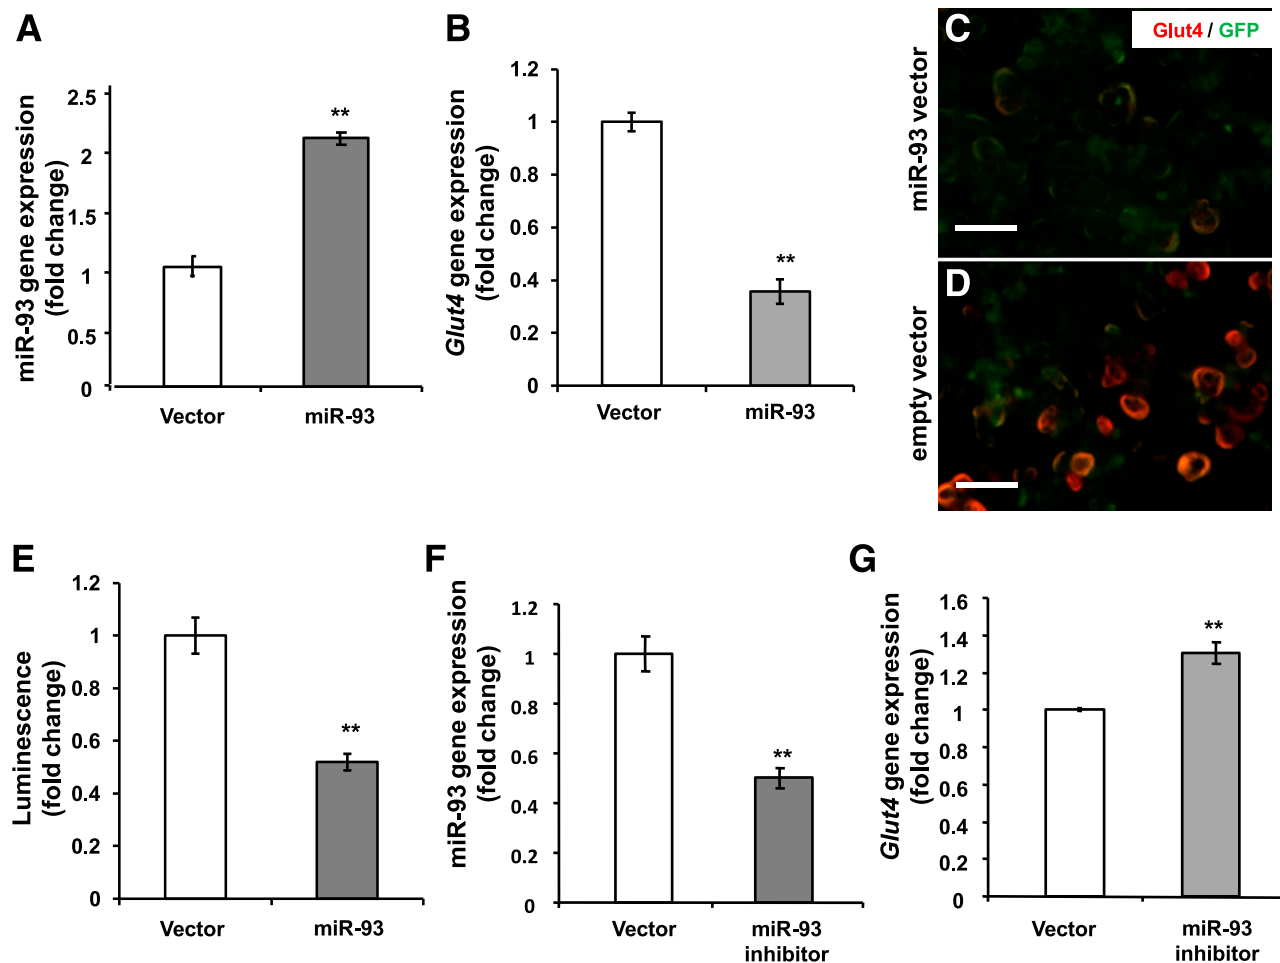 A
miR-93 gene expression
(fold change)
2.5
2
1.5
1
0.5
0
**
Vector
miR-93
B
Glut4 gene expression
(fold change)
1.2
1
0.8
0.6
0.4
0.2
0
**
Vector
miR-93
C
Glut4 / GFP
miR-93 vector
D
empty vector
E
Luminescence
(fold change)
1.2
1
0.8
0.6
0.4
0.2
0
**
Vector
miR-93
F
miR-93 gene expression
(fold change)
1.2
1
0.8
0.6
0.4
0.2
0
**
Vector
miR-93
inhibitor
G
Glut4 gene expression
(fold change)
1.6
1.4
1.2
1
0.8
0.6
0.4
0.2
0
**
Vector
miR-93
inhibitor